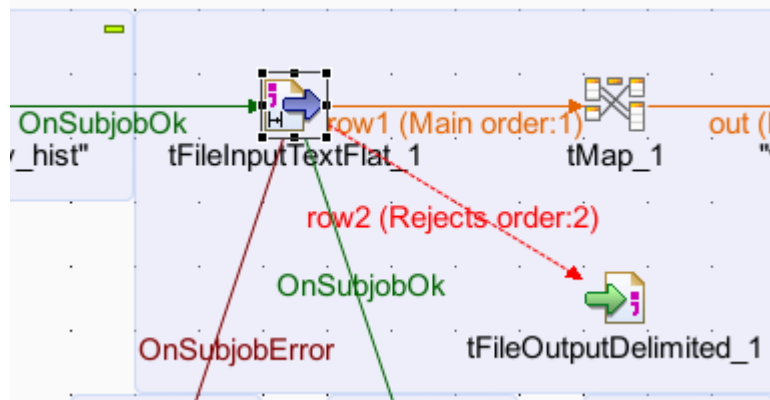 OnSubjobOk
row1 (Main order:1)
out (
_hist"
tFileInputTextFlat_1
tMap_1
row2 (Rejects order:2)
OnSubjobOk
OnSubjobError
tFileOutputDelimited_1